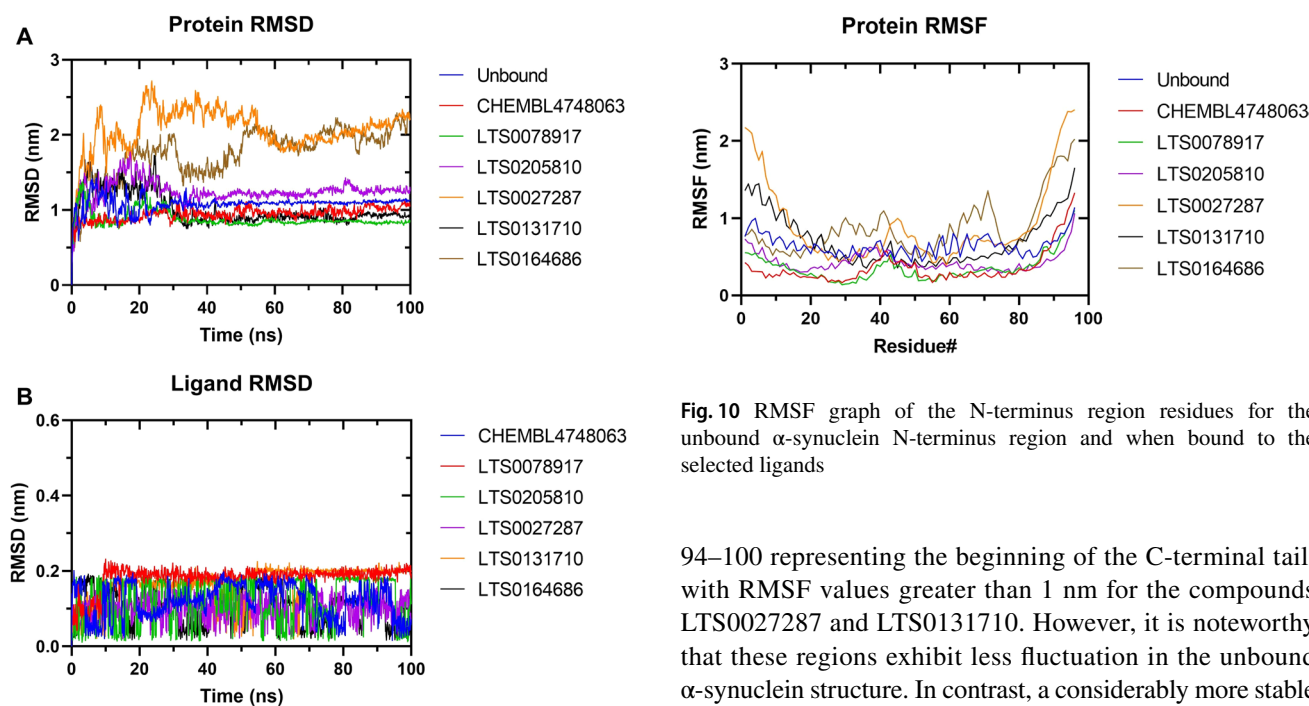 A
Protein RMSD
3
2
1
0
RMSD (nm)
0
20
40
60
80
100
Time (ns)
Unbound
CHEMBL4748063
LTS0078917
LTS0205810
LTS0027287
LTS0131710
LTS0164686
B
Ligand RMSD
0.6
0.4
0.2
0.0
RMSD (nm)
0
20
40
60
80
100
Time (ns)
CHEMBL4748063
LTS0078917
LTS0205810
LTS0027287
LTS0131710
LTS0164686
Protein RMSF
3
2
1
0
RMSF (nm)
0
20
40
60
80
100
Residue#
Unbound
CHEMBL4748063
LTS0078917
LTS0205810
LTS0027287
LTS0131710
LTS0164686
Fig. 10 RMSF graph of the N-terminus region residues for the
unbound α-synuclein N-terminus region and when bound to the
selected ligands
94–100 representing the beginning of the C-terminal tail
with RMSF values greater than 1 nm for the compounds
LTS0027287 and LTS0131710. However, it is noteworthy
that these regions exhibit less fluctuation in the unbound
α-synuclein structure. In contrast, a considerably more stable